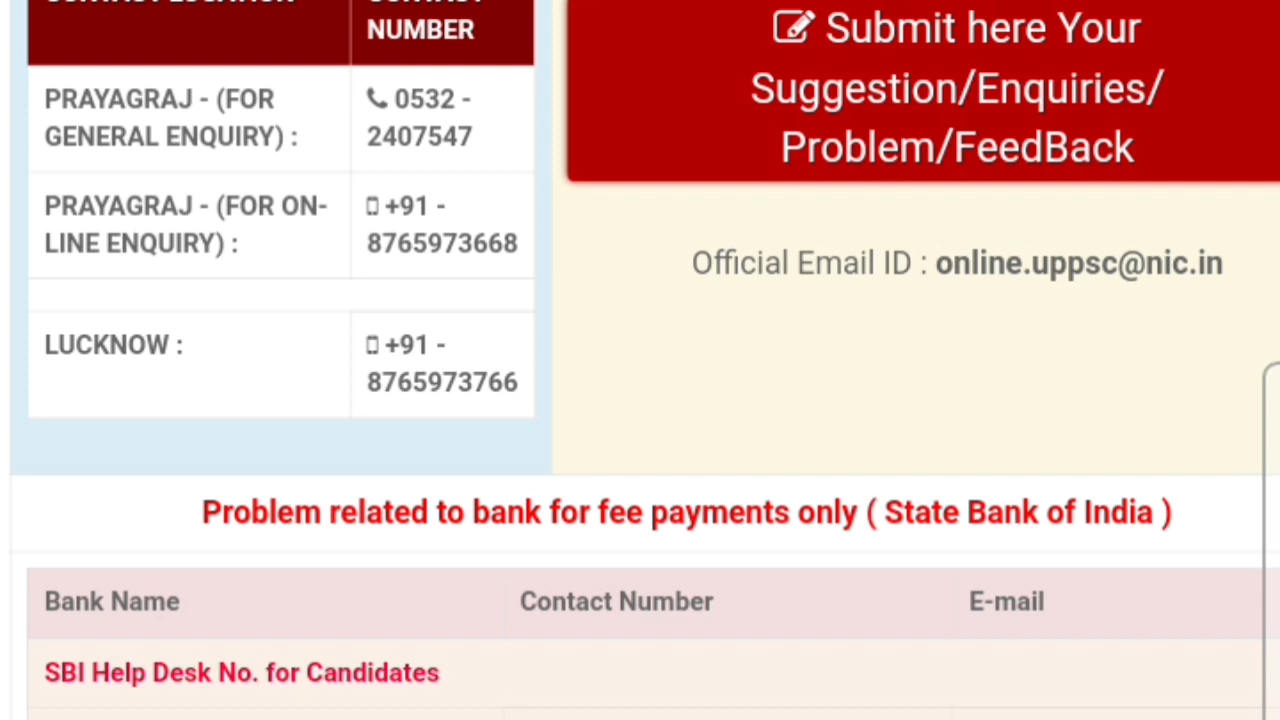 NUMBER
PRAYAGRAJ - (FOR
GENERAL ENQUIRY) :
0532 -
2407547
PRAYAGRAJ - (FOR ON-
LINE ENQUIRY) :
+91 -
8765973668
LUCKNOW :
+91 -
8765973766
Submit here Your
Suggestion/Enquiries/
Problem/FeedBack
Official Email ID : online.uppsc@nic.in
Problem related to bank for fee payments only ( State Bank of India )
Bank Name
Contact Number
E-mail
SBI Help Desk No. for Candidates